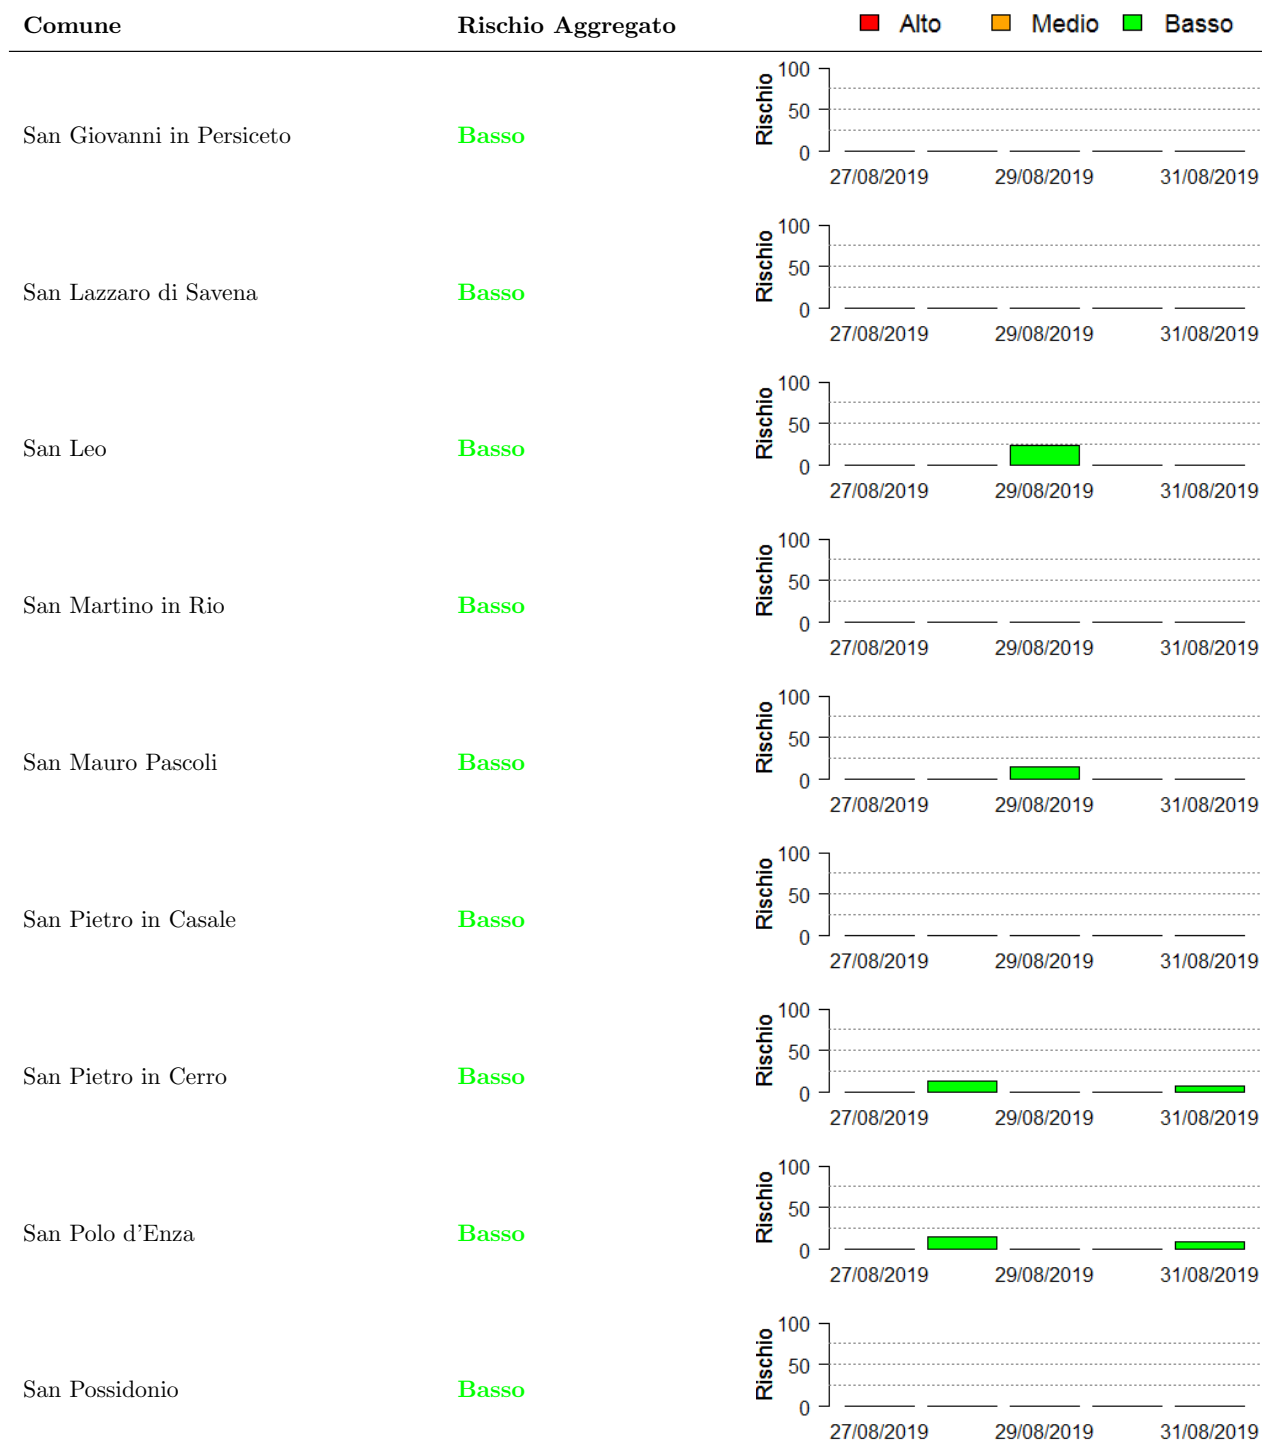 Comune Rischio Aggregato Alto Medio Basso
San Giovanni in Persiceto Basso Rischio 100 50 0
27/08/2019 29/08/2019 31/08/2019
San Lazzaro di Savena Basso Rischio 100 50 0
27/08/2019 29/08/2019 31/08/2019
San Leo Basso Rischio 100 50 0
27/08/2019 29/08/2019 31/08/2019
San Martino in Rio Basso Rischio 100 50 0
27/08/2019 29/08/2019 31/08/2019
San Mauro Pascoli Basso Rischio 100 50 0
27/08/2019 29/08/2019 31/08/2019
San Pietro in Casale Basso Rischio 100 50 0
27/08/2019 29/08/2019 31/08/2019
San Pietro in Cerro Basso Rischio 100 50 0
27/08/2019 29/08/2019 31/08/2019
San Polo d'Enza Basso Rischio 100 50 0
27/08/2019 29/08/2019 31/08/2019
San Possidonio Basso Rischio 100 50 0
27/08/2019 29/08/2019 31/08/2019